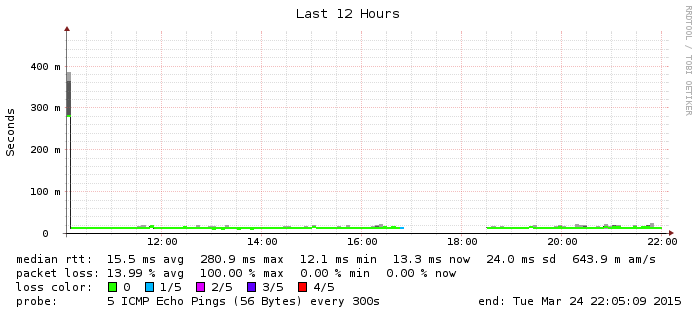 Last 12 Hours
RRDTOOL / TOBI OETIKER
Seconds
400 m
300 m
200 m
100 m
0
12:00 14:00 16:00 18:00 20:00 22:00
median rtt: 15.5 ms avg 280.9 ms max 12.1 ms min 13.3 ms now 24.0 ms sd 643.9 m am/s
packet loss: 13.99 % avg 100.00 % max 0.00 % min 0.00 % now
loss color: 0 1/5 2/5 3/5 4/5
probe: 5 ICMP Echo Pings (56 Bytes) every 300s end: Tue Mar 24 22:05:09 2015